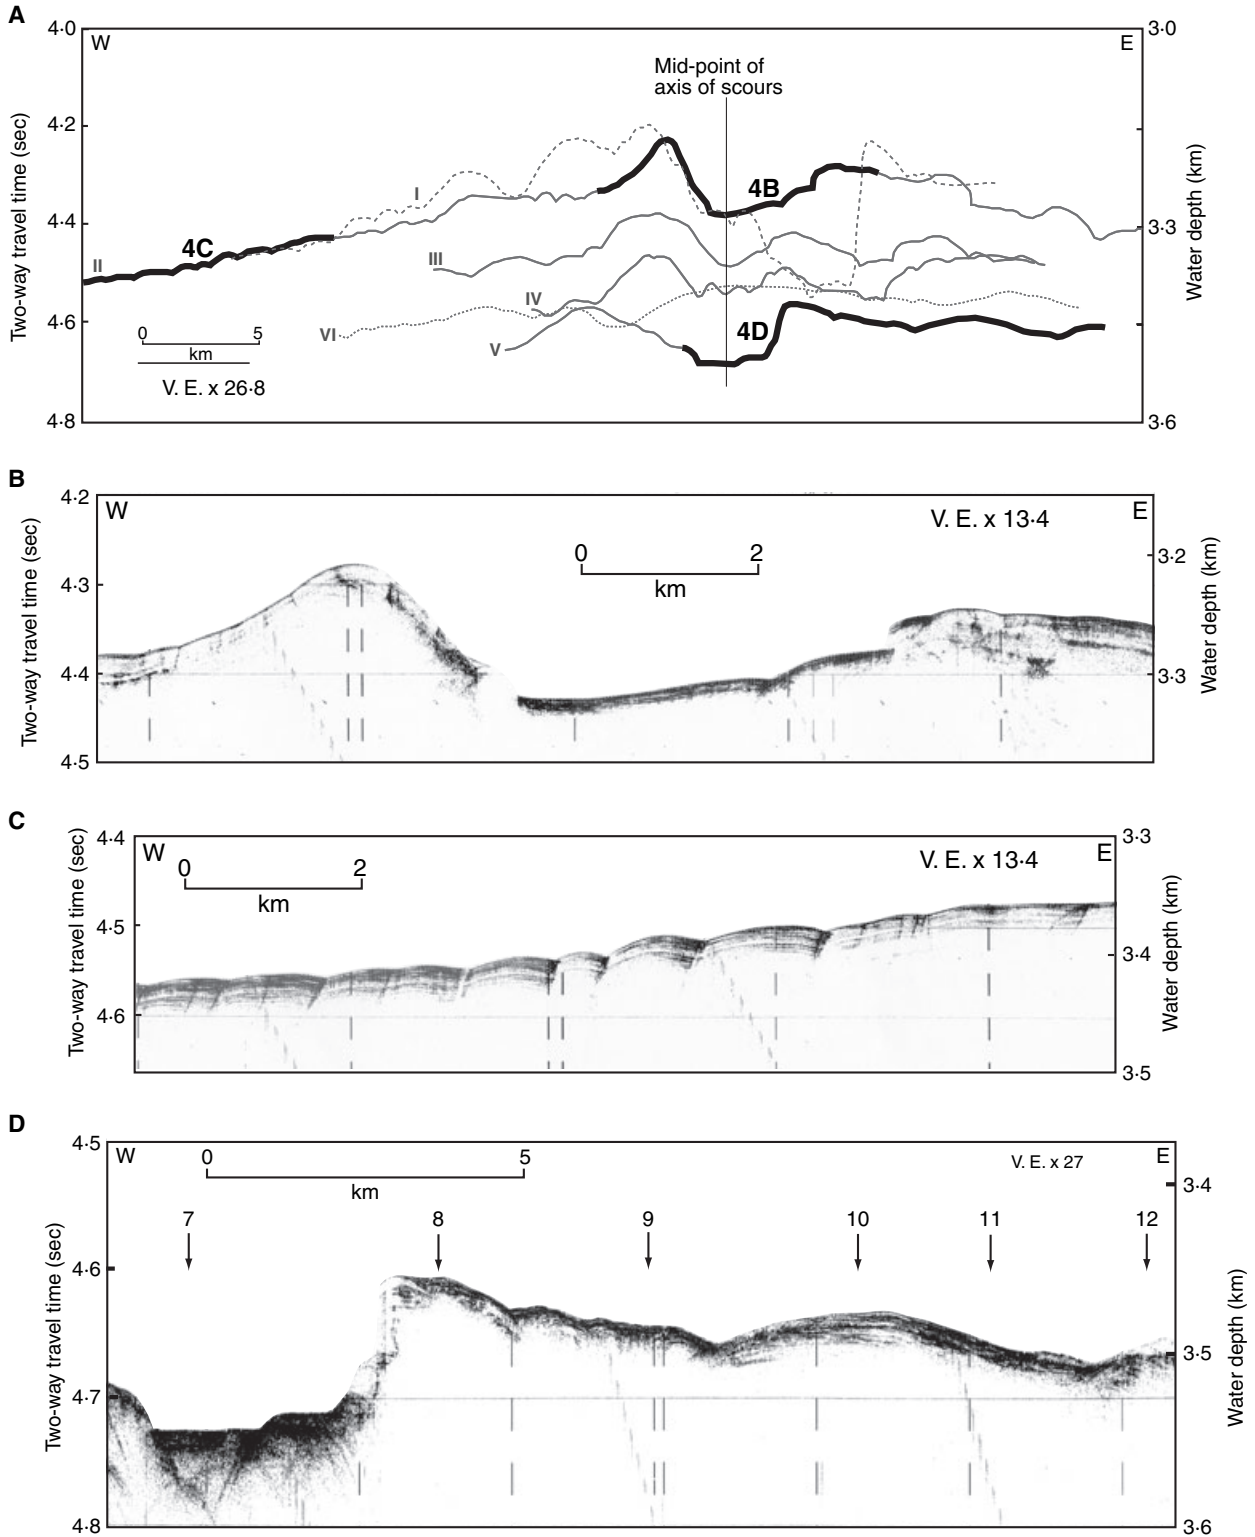 A
4·0
3·0
W
E
Mid-point of
axis of scours
4·2
Two-way travel time (sec)
Water depth (km)
I
4B
4·4
3·3
4C
II
III
IV
4·6
VI
4D
V
0
5
km
V. E. x 26·8
4·8
3·6
B
4·2
W
V. E. x 13·4
E
0
2
km
3·2
4·3
Two-way travel time (sec)
Water depth (km)
4·4
3·3
4·5
C
4·4
3·3
W
0
2
km
V. E. x 13·4
E
Two-way travel time (sec)
Water depth (km)
4·5
3·4
4·6
3·5
D
4·5
W
0
5
km
V. E. x 27
E
3·4
7
8
9
10
11
12
4·6
Two-way travel time (sec)
Water depth (km)
3·5
4·7
4·8
3·6